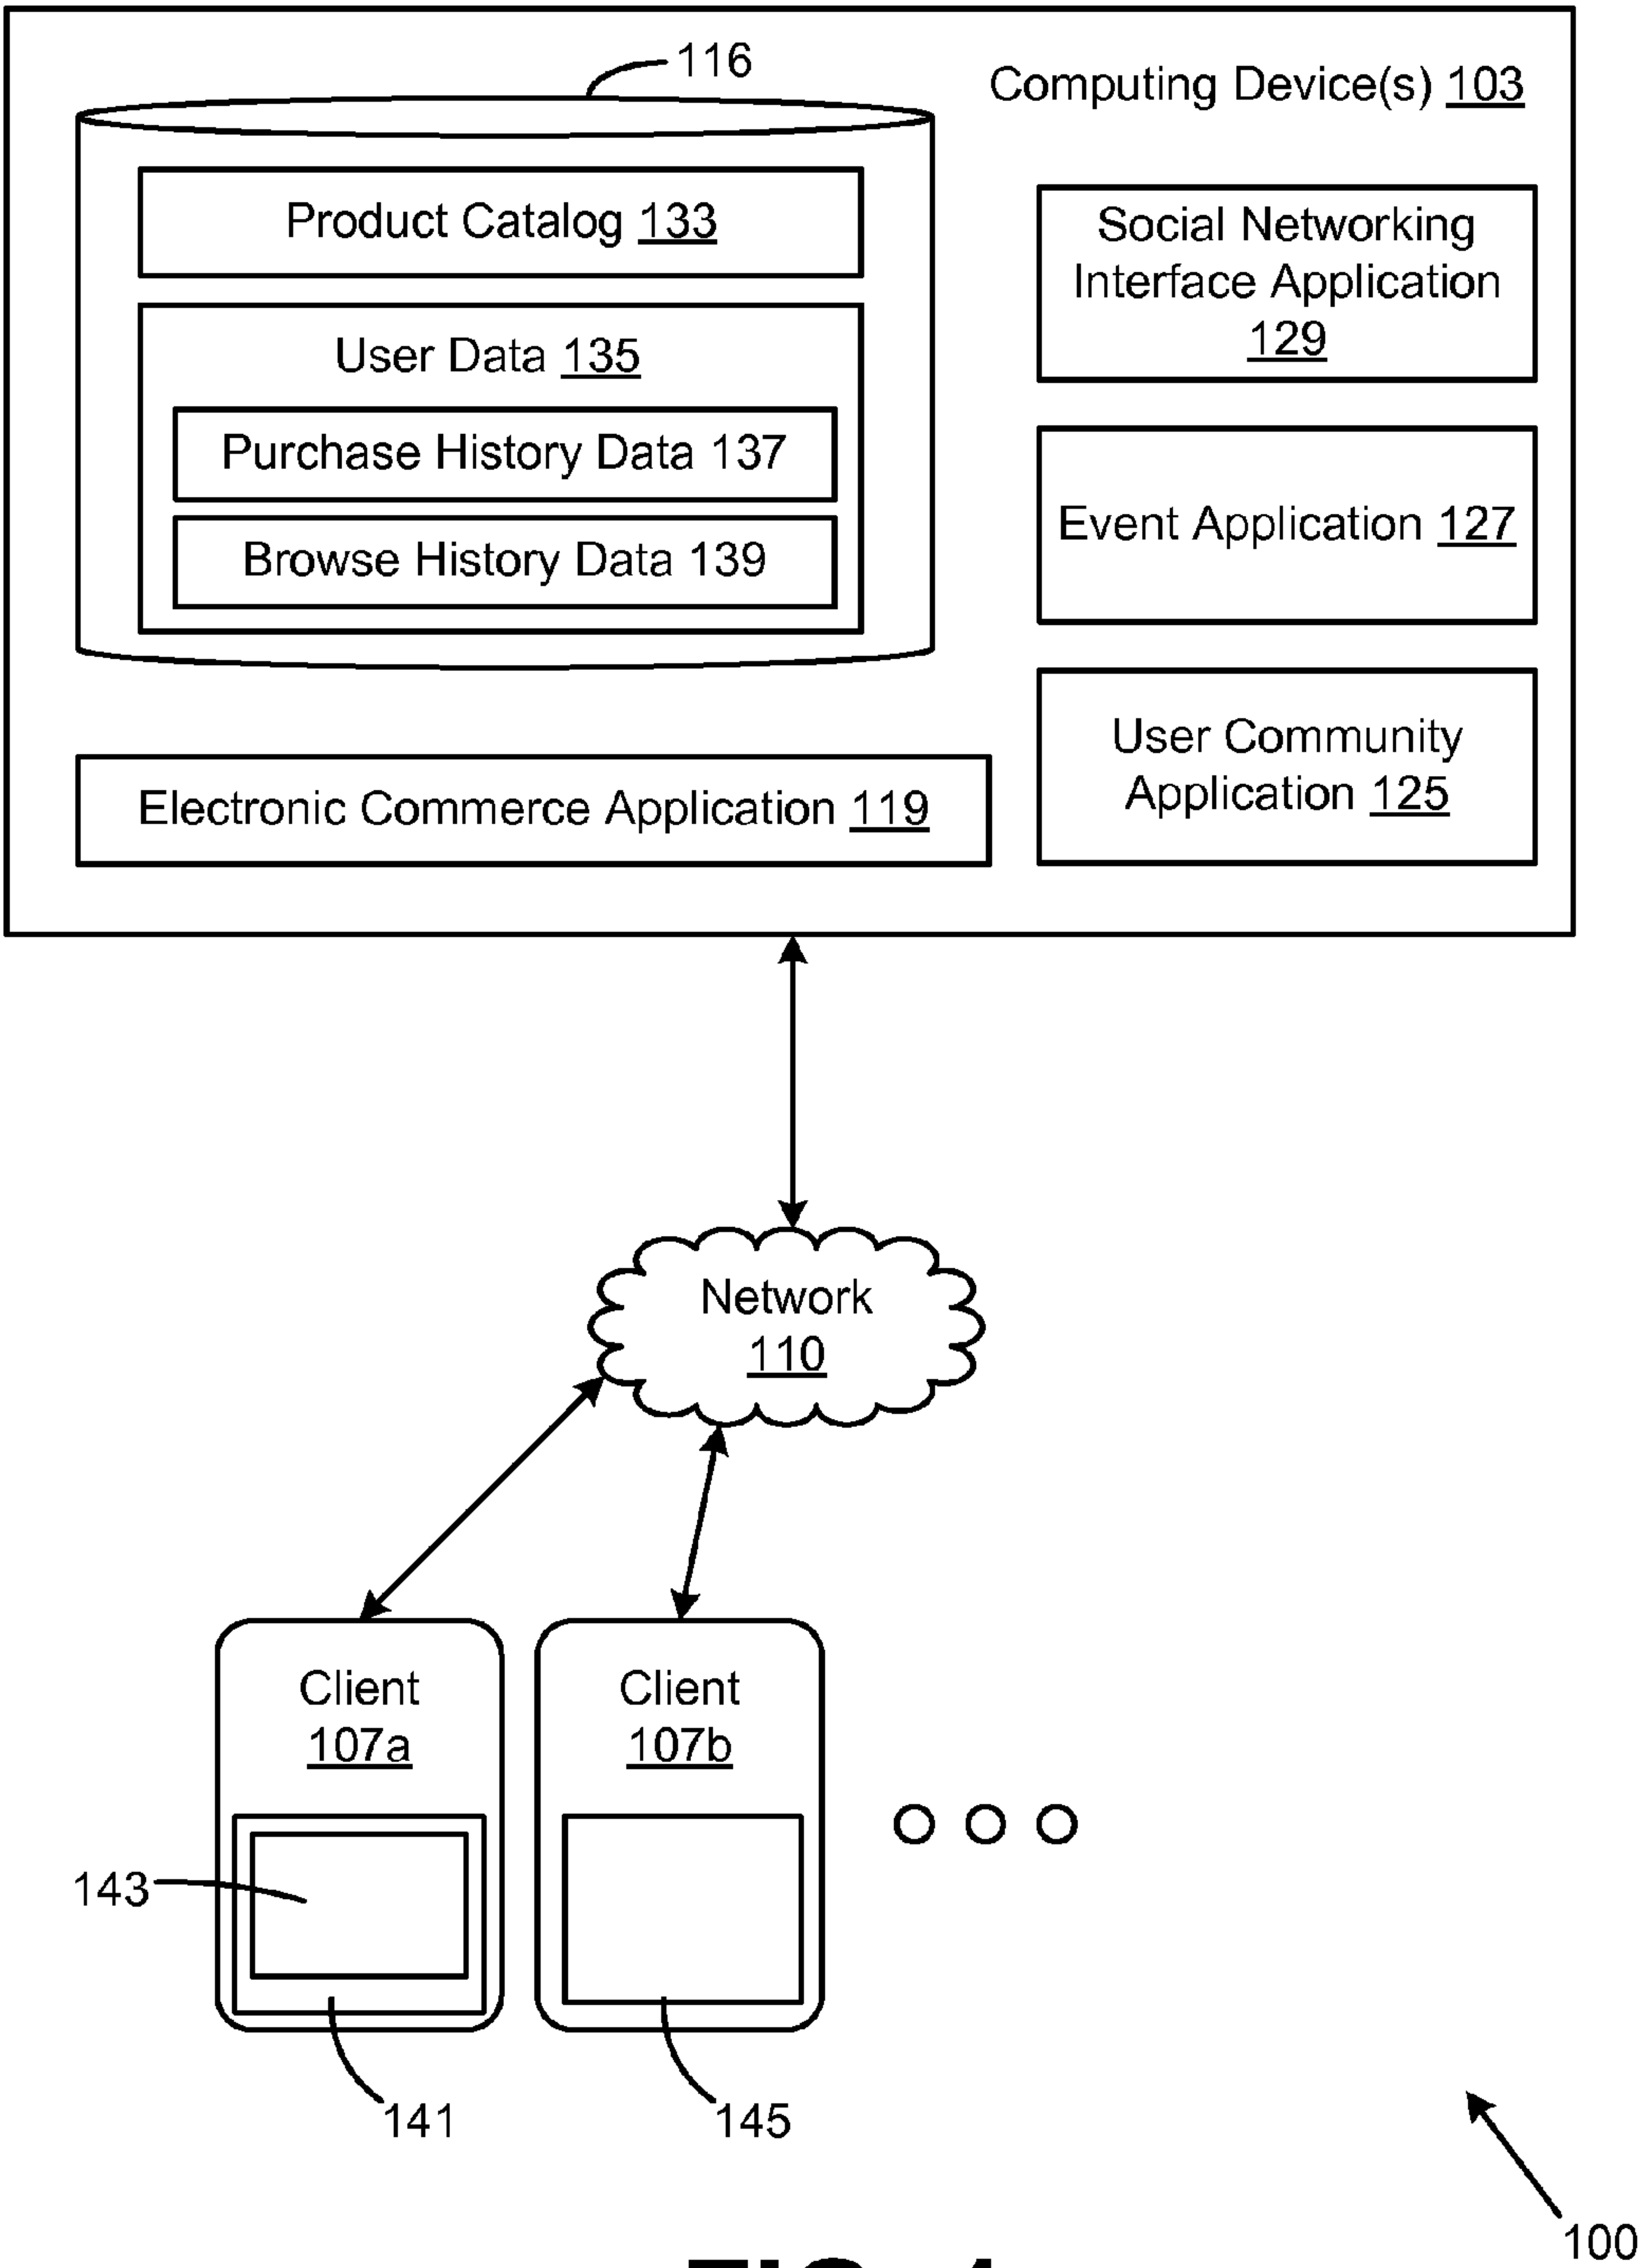 116
Computing Device(s) 103
Product Catalog 133
User Data 135
Purchase History Data 137
Browse History Data 139
Social Networking
Interface Application
129
Event Application 127
User Community
Application 125
Electronic Commerce Application 119
Network
110
Client
107a
Client
107b
143
141
145
100